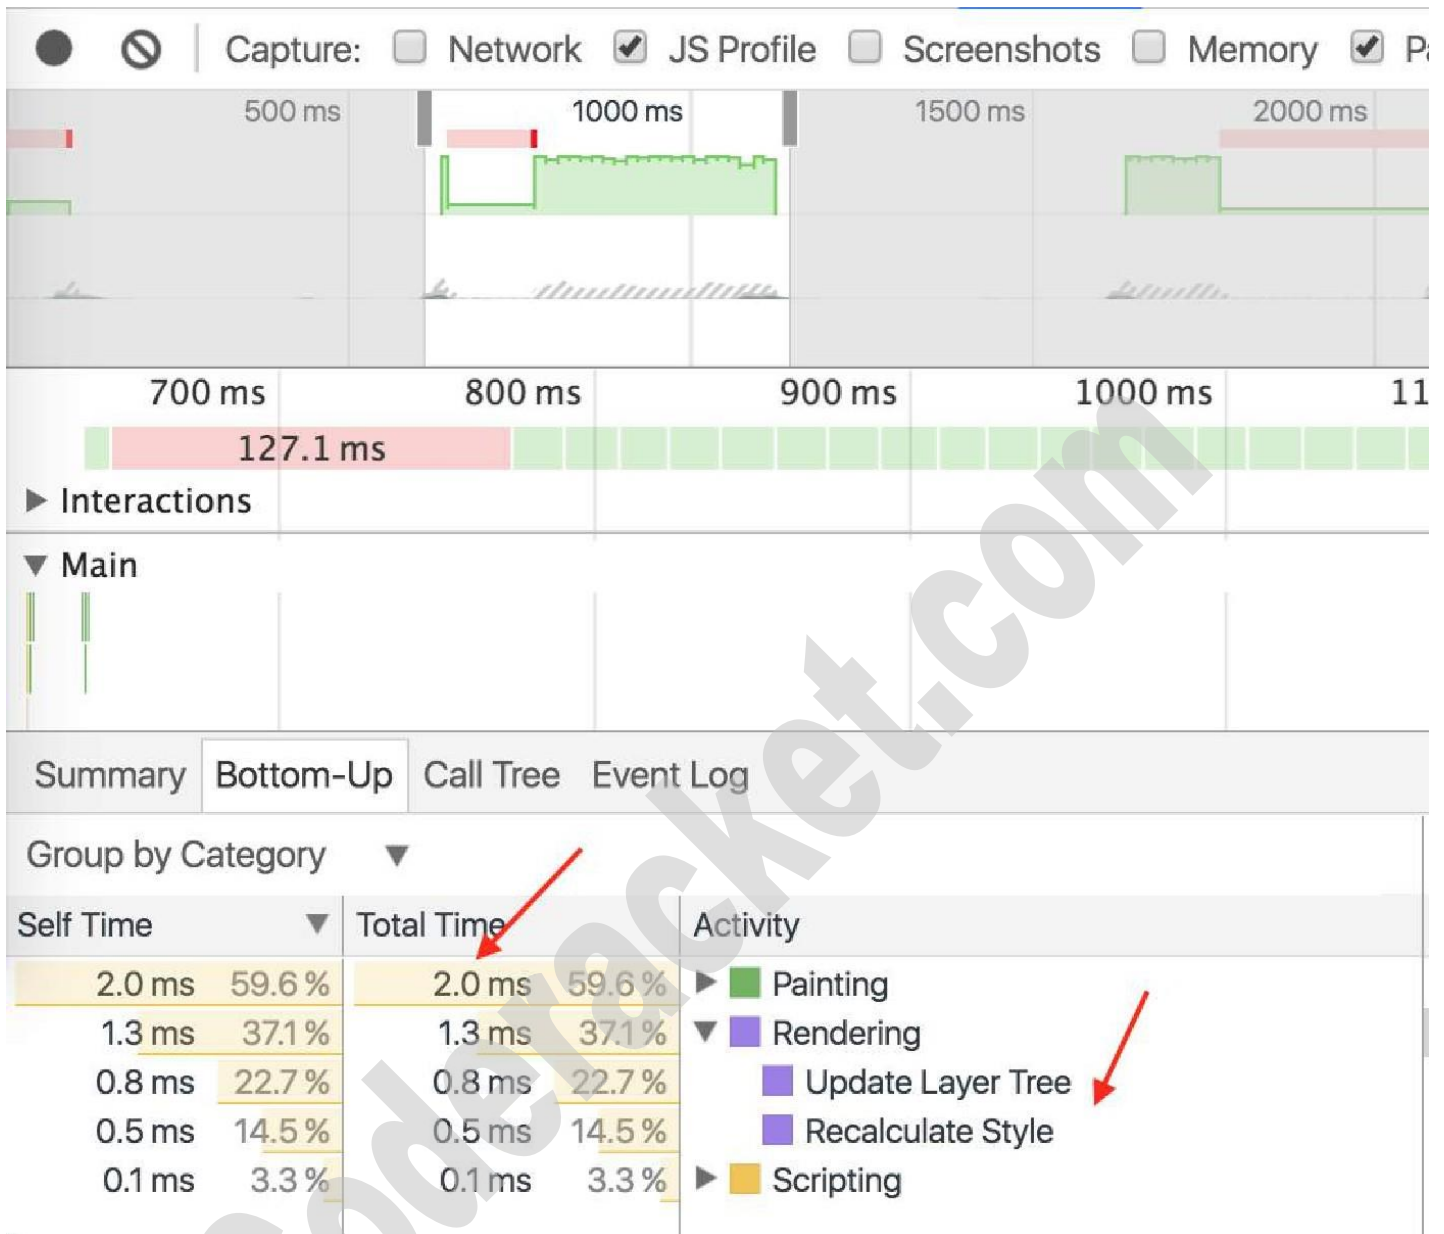 Capture: Network JS Profile Screenshots Memory Pa
500 ms 1000 ms 1500 ms 2000 ms
700 ms 800 ms 900 ms 1000 ms 11
127.1 ms
Interactions
Main
Summary Bottom-Up Call Tree Event Log
Group by Category
Self Time Total Time Activity
2.0 ms 59.6 % 2.0 ms 59.6 % Painting
1.3 ms 37.1 % 1.3 ms 37.1 % Rendering
0.8 ms 22.7 % 0.8 ms 22.7 % Update Layer Tree
0.5 ms 14.5 % 0.5 ms 14.5 % Recalculate Style
0.1 ms 3.3 % 0.1 ms 3.3 % Scripting
Coderacket.com